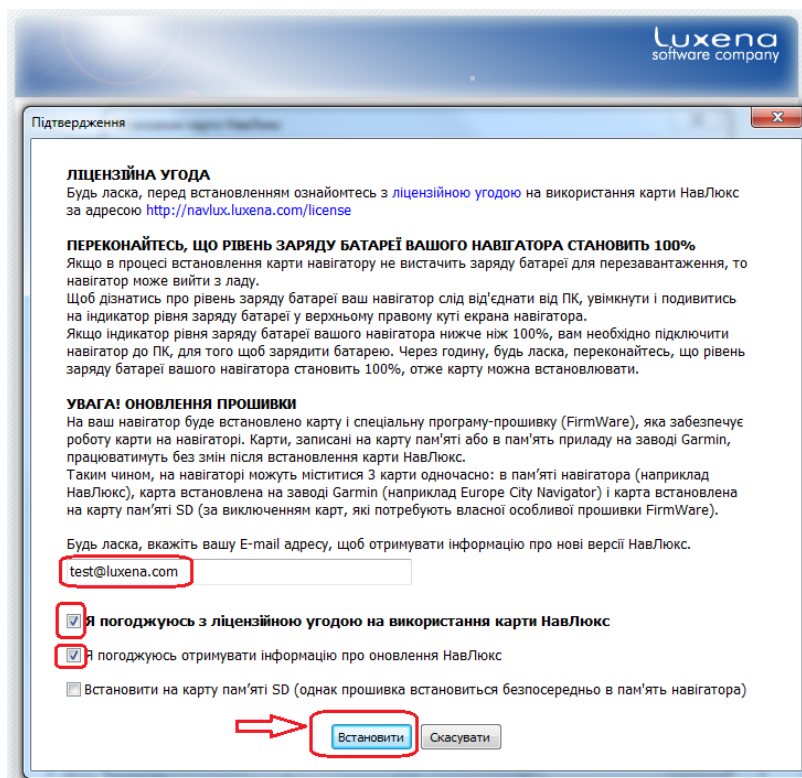 Luxena
software company
Підтвердження
ЛІЦЕНЗІЙНА УГОДА
Будь ласка, перед встановленням ознайомтесь з ліцензійною угодою на використання карти НавЛюкс
за адресою http://navlux.luxena.com/license
ПЕРЕКОНАЙТЕСЬ, ЩО РІВЕНЬ ЗАРЯДУ БАТАРЕЇ ВАШОГО НАВІГАТОРА СТАНОВИТЬ 100%
Якщо в процесі встановлення карти навігатору не вистачить заряду батареї для перезавантаження, то
навігатор може вийти з ладу.
Щоб дізнатись про рівень заряду батареї ваш навігатор слід від'єднати від ПК, увімкнути і подивитись
на індикатор рівня заряду батареї у верхньому правому куті екрана навігатора.
Якщо індикатор рівня заряду батареї вашого навігатора нижче ніж 100%, вам необхідно підключити
навігатор до ПК, для того щоб зарядити батарею. Через годину, будь ласка, переконайтесь, що рівень
заряду батареї вашого навігатора становить 100%, отже карту можна встановлювати.
УВАГА! ОНОВЛЕННЯ ПРОШИВКИ
На ваш навігатор буде встановлено карту і спеціальну програму-прошивку (FirmWare), яка забезпечує
роботу карти на навігаторі. Карти, записані на карту пам'яті або в пам'ять приладу на заводі Garmin,
працюватимуть без змін після встановлення карти НавЛюкс.
Таким чином, на навігаторі можуть міститися 3 карти одночасно: в пам'яті навігатора (наприклад
НавЛюкс), карта встановлена на заводі Garmin (наприклад Europe City Navigator) і карта встановлена
на карту пам'яті SD (за виключенням карт, які потребують власної особливої прошивки FirmWare).
Будь ласка, вкажіть вашу E-mail адресу, щоб отримувати інформацію про нові версії НавЛюкс.
test@luxena.com
Я погоджуюсь з ліцензійною угодою на використання карти НавЛюкс
Я погоджуюсь отримувати інформацію про оновлення НавЛюкс
Встановити на карту пам'яті SD (однак прошивка встановиться безпосередньо в пам'ять навігатора)
Встановити Скасувати